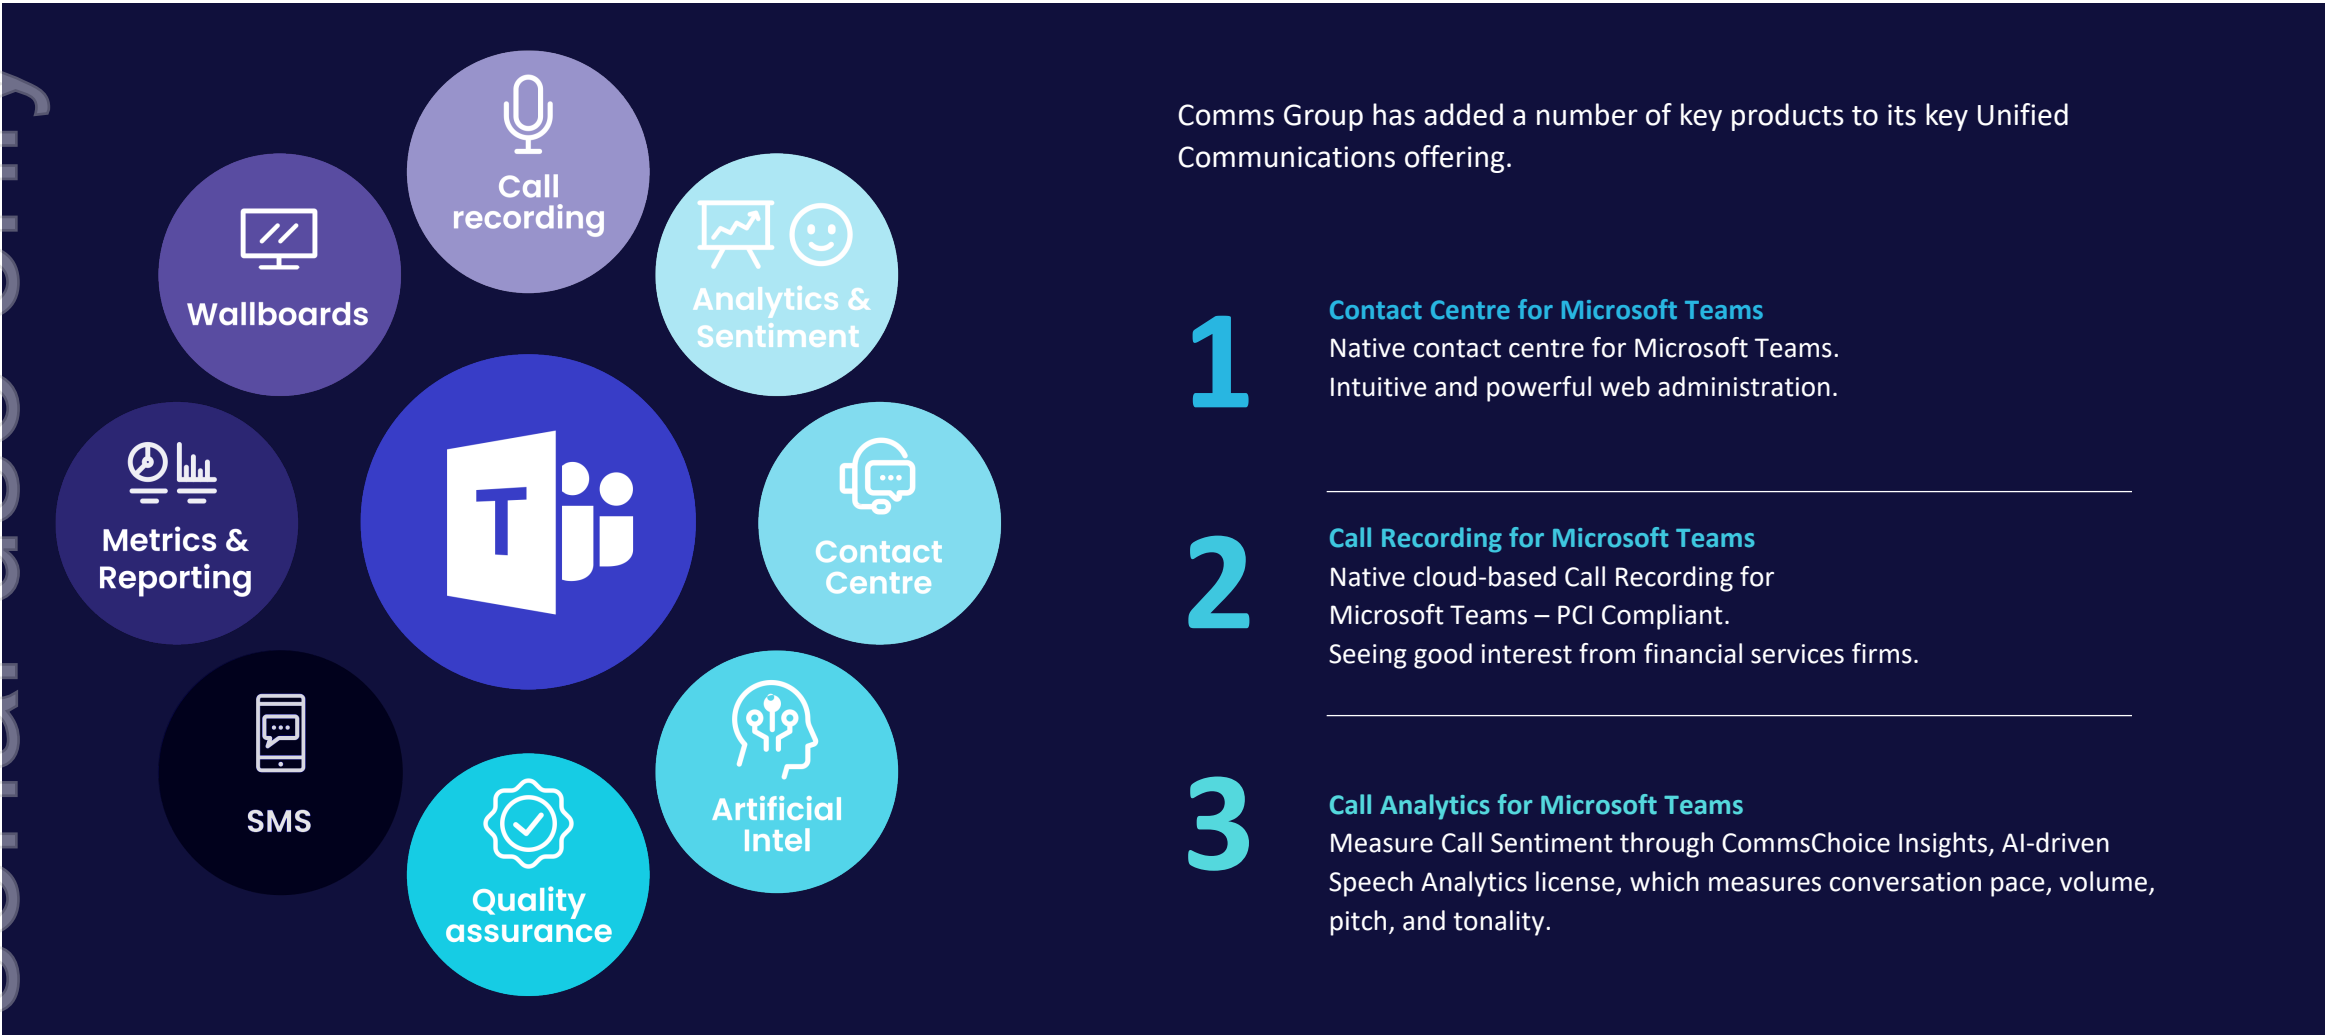 Call
recording
Wallboards
Analytics &
Sentiment
Metrics &
Reporting
T
Contact
Centre
SMS
Artificial
Intel
Quality
assurance
Comms Group has added a number of key products to its key Unified
Communications offering.
1
Contact Centre for Microsoft Teams
Native contact centre for Microsoft Teams.
Intuitive and powerful web administration.
2
Call Recording for Microsoft Teams
Native cloud-based Call Recording for
Microsoft Teams – PCI Compliant.
Seeing good interest from financial services firms.
3
Call Analytics for Microsoft Teams
Measure Call Sentiment through CommsChoice Insights, AI-driven
Speech Analytics license, which measures conversation pace, volume,
pitch, and tonality.